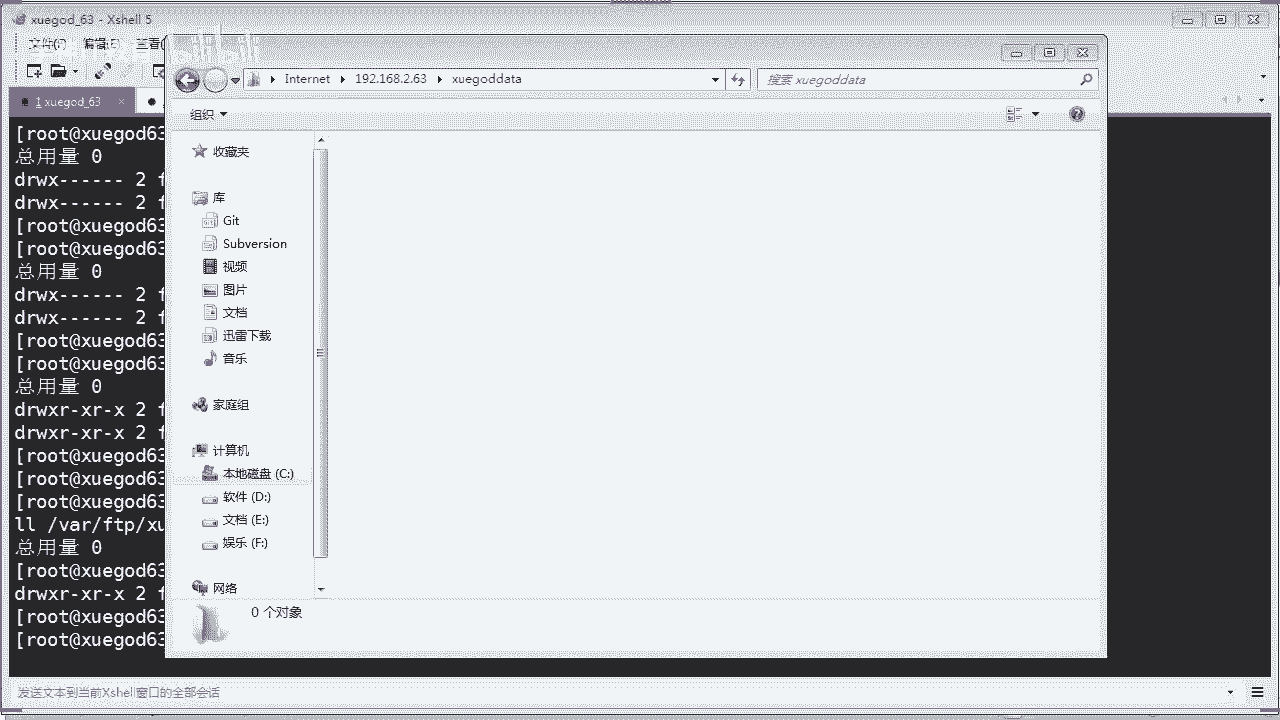 xuegod_63 - Xshell 5
文件(F) 编辑(E) 查看(
Internet 192.168.2.63 xuegoddata
搜索 xuegoddata
1 xuegod_63 ×
组织
[root@xuegod63
总用量 0
drwx------ 2 f
drwx------ 2 f
[root@xuegod63
[root@xuegod63
总用量 0
drwx------ 2 f
drwx------ 2 f
[root@xuegod63
[root@xuegod63
总用量 0
drwxr-xr-x 2 f
drwxr-xr-x 2 f
[root@xuegod63
[root@xuegod63
[root@xuegod63
ll /var/ftp/xu
总用量 0
[root@xuegod63
drwxr-xr-x 2 f
[root@xuegod63
[root@xuegod63
收藏夹
库
Git
Subversion
视频
图片
文档
迅雷下载
音乐
家庭组
计算机
本地磁盘 (C:)
软件 (D:)
文档 (E:)
娱乐 (F:)
网络
0 个对象
发送文本到当前Xshell窗口的全部会话